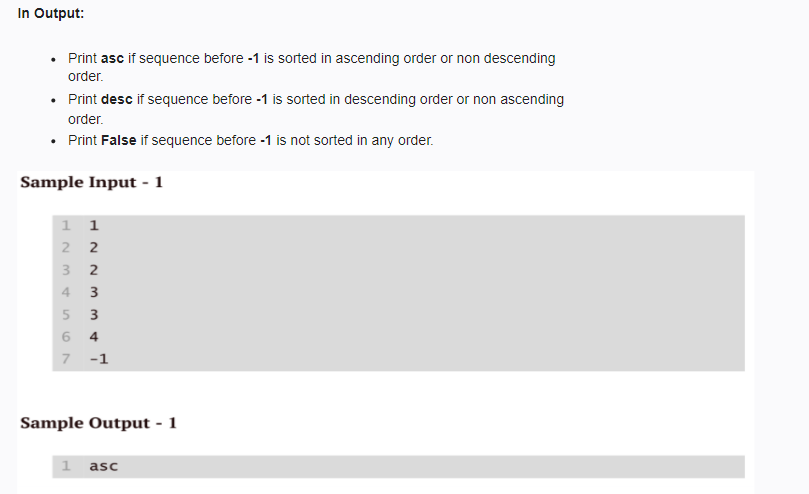 In Output:
• Print asc if sequence before -1 is sorted in ascending order or non descending
order.
• Print desc if sequence before -1 is sorted in descending order or non ascending
order.
• Print False if sequence before -1 is not sorted in any order.
Sample Input - 1
1 1
2 2
3 2
4 3
5 3
6 4
7 -1
Sample Output - 1
1 asc